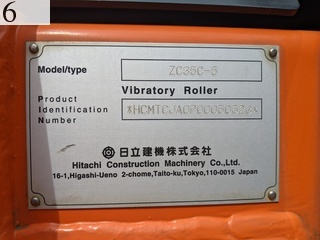 6
Model/type ZC35C-5
Vibratory Roller
Product
Identification
Number
日立建機株式会社
Hitachi Construction Machinery Co.,Ltd.
16-1,Higashi-Ueno 2-chome,Taito-ku,Tokyo,110-0015 Japan